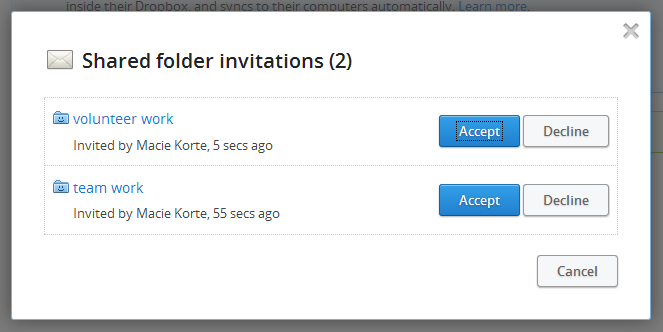 inside their Dropbox, and syncs to their computers automatically. Learn more.
Shared folder invitations (2)
volunteer work
Invited by Macie Korte, 5 secs ago
Accept
Decline
team work
Invited by Macie Korte, 55 secs ago
Accept
Decline
Cancel